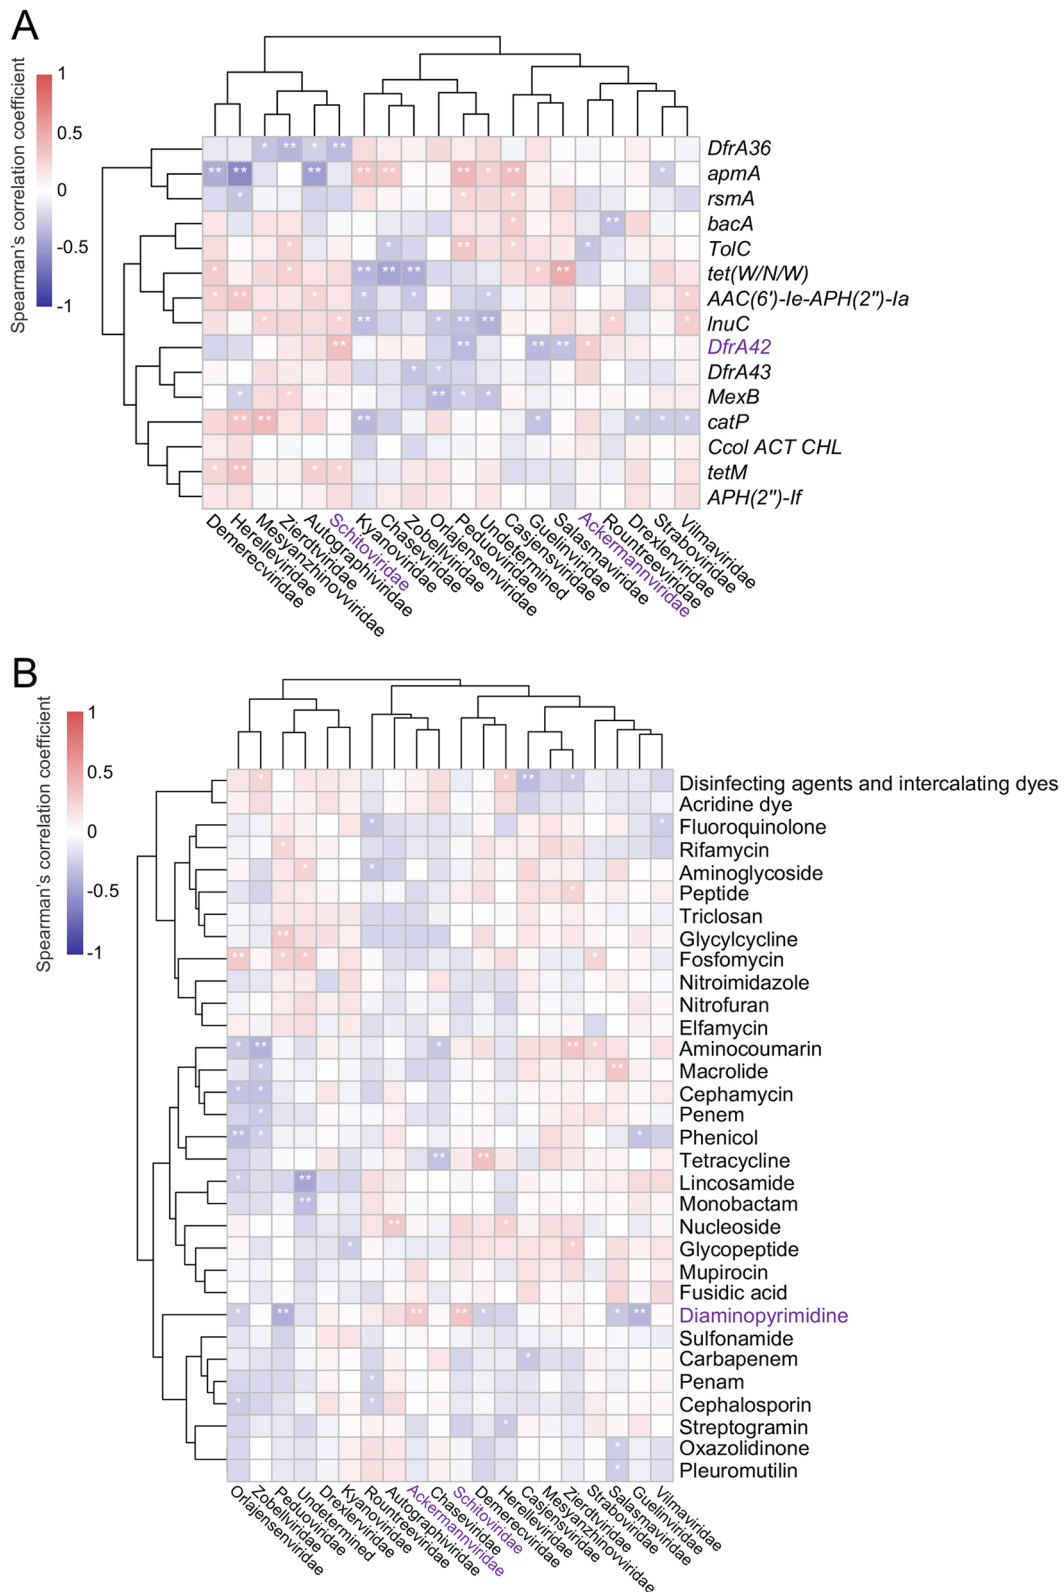 A
Spearman's correlation coefficient
1
0.5
0
-0.5
-1
DfrA36
apmA
rsmA
bacA
TolC
tet(W/N/W)
AAC(6')-Ie-APH(2'')-Ia
lnuC
DfrA42
DfrA43
MexB
catP
Ccol ACT CHL
tetM
APH(2'')-If
Demerecviridae
Herelleviridae
Mesyanzhinovviridae
Zierdtviridae
Autographiviridae
Schitoviridae
Kyanoviridae
Chaseviridae
Zobellviridae
Orlajensenviridae
Peduoviridae
Undetermined
Casjensviridae
Guelinviridae
Salasmaviridae
Ackermannviridae
Rountreeviridae
Drexlerviridae
Straboviridae
Vilmaviridae
B
Spearman's correlation coefficient
1
0.5
0
-0.5
-1
Disinfecting agents and intercalating dyes
Acridine dye
Fluoroquinolone
Rifamycin
Aminoglycoside
Peptide
Triclosan
Glycylcycline
Fosfomycin
Nitroimidazole
Nitrofuran
Elfamycin
Aminocoumarin
Macrolide
Cephamycin
Penem
Phenicol
Tetracycline
Lincosamide
Monobactam
Nucleoside
Glycopeptide
Mupirocin
Fusidic acid
Diaminopyrimidine
Sulfonamide
Carbapenem
Penam
Cephalosporin
Streptogramin
Oxazolidinone
Pleuromutilin
Orlajensenviridae
Zobellviridae
Peduoviridae
Undetermined
Drexlerviridae
Kyanoviridae
Rountreeviridae
Autographiviridae
Ackermannviridae
Chaseviridae
Schitoviridae
Demerecviridae
Herelleviridae
Casjensviridae
Mesyanzhinovviridae
Zierdtviridae
Straboviridae
Salasmaviridae
Guelinviridae
Vilmaviridae